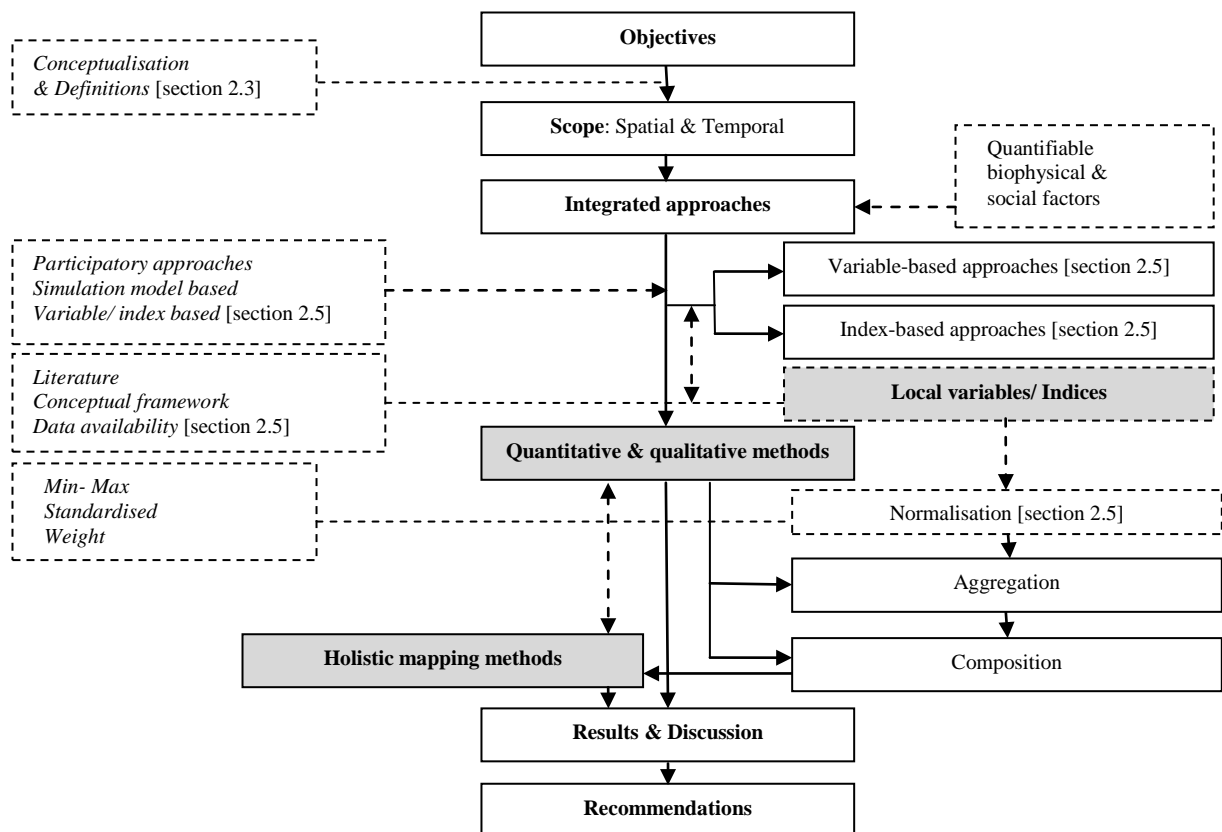 Objectives
Conceptualisation
& Definitions [section 2.3]
Scope: Spatial & Temporal
Quantifiable
biophysical &
social factors
Integrated approaches
Participatory approaches
Simulation model based
Variable/ index based [section 2.5]
Variable-based approaches [section 2.5]
Index-based approaches [section 2.5]
Literature
Conceptual framework
Data availability [section 2.5]
Local variables/ Indices
Quantitative & qualitative methods
Min- Max
Standardised
Weight
Normalisation [section 2.5]
Aggregation
Holistic mapping methods
Composition
Results & Discussion
Recommendations